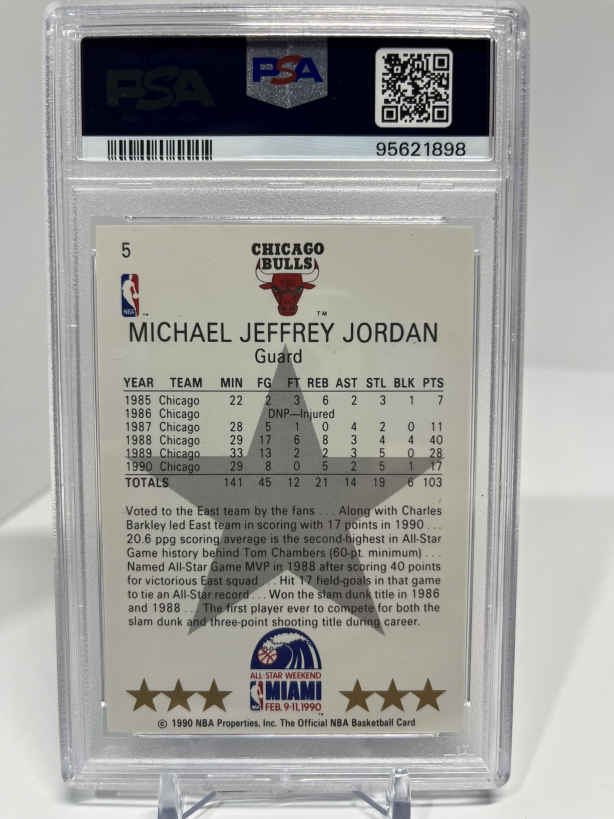 PSA
PSA
95621898
5
CHICAGO
BULLS
TM
NBA
TM
MICHAEL JEFFREY JORDAN
Guard
YEAR TEAM MIN FG FT REB AST STL BLK PTS
1985 Chicago 22 2 3 6 2 3 1 7
1986 Chicago DNP—Injured
1987 Chicago 28 5 1 0 4 2 0 11
1988 Chicago 29 17 6 8 3 4 4 40
1989 Chicago 33 13 2 2 3 5 0 28
1990 Chicago 29 8 0 5 2 5 1 17
TOTALS 141 45 12 21 14 19 6 103
Voted to the East team by the fans . . . Along with Charles
Barkley led East team in scoring with 17 points in 1990 . . .
20.6 ppg scoring average is the second-highest in All-Star
Game history behind Tom Chambers (60-pt. minimum) . . .
Named All-Star Game MVP in 1988 after scoring 40 points
for victorious East squad . . . Hit 17 field-goals in that game
to tie an All-Star record . . . Won the slam dunk title in 1986
and 1988 . . . The first player ever to compete for both the
slam dunk and three-point shooting title during career.
ALL-STAR WEEKEND
NBA MIAMI
FEB. 9-11, 1990
TM
© 1990 NBA Properties, Inc. The Official NBA Basketball Card